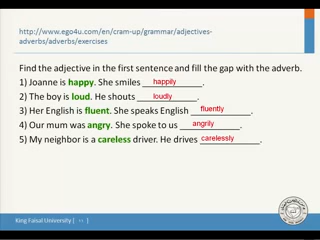 http://www.ego4u.com/en/cram-up/grammar/adjectives-
adverbs/adverbs/exercises
Find the adjective in the first sentence and fill the gap with the adverb.
1) Joanne is happy. She smiles happily.
2) The boy is loud. He shouts loudly.
3) Her English is fluent. She speaks English fluently.
4) Our mum was angry. She spoke to us angrily.
5) My neighbor is a careless driver. He drives carelessly.
King Faisal University [ ]